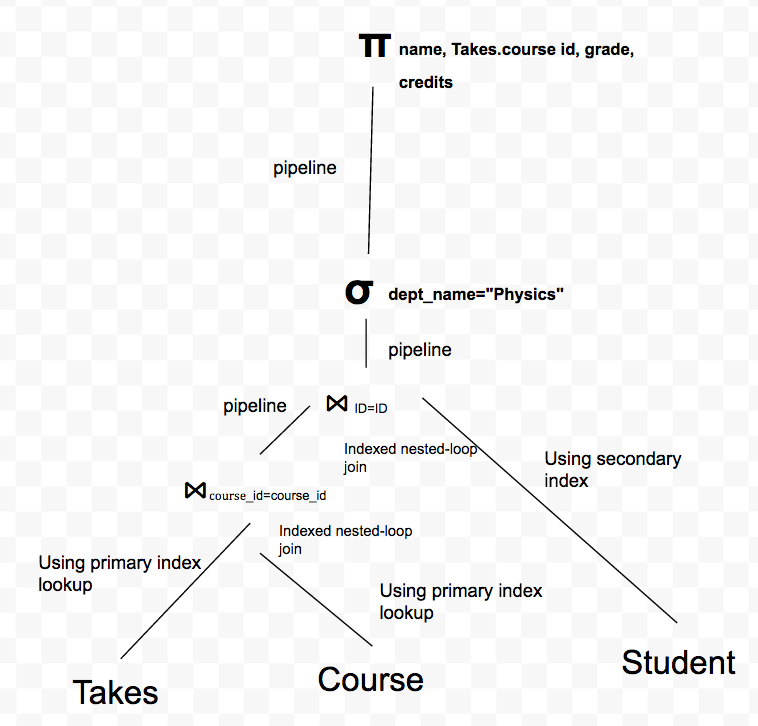 π name, Takes.course id, grade,
credits
pipeline
σ dept_name="Physics"
pipeline
pipeline
⋈ ID=ID
Indexed nested-loop
join
Using secondary
index
⋈ course_id=course_id
Indexed nested-loop
join
Using primary index
lookup
Using primary index
lookup
Takes
Course
Student